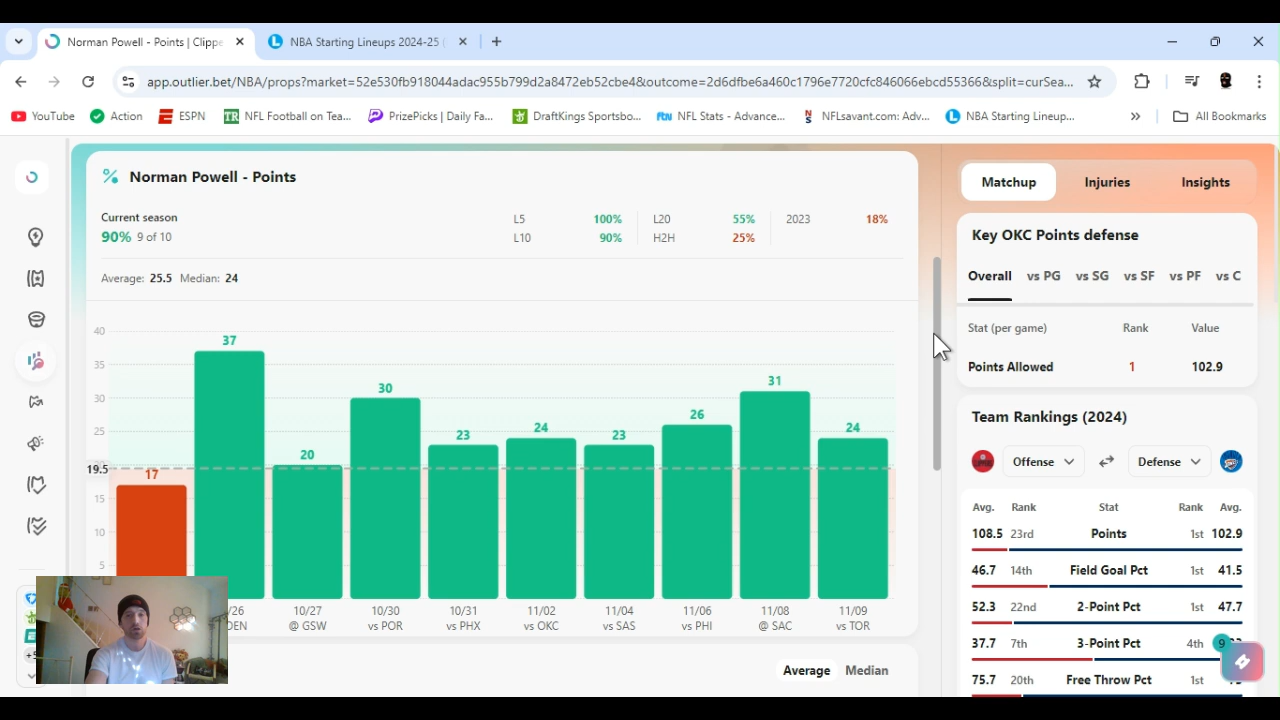 Norman Powell - Points | Clippe
NBA Starting Lineups 2024-25
app.outlier.bet/NBA/props?market=52e530fb918044adac955b799d2a8472eb52cbe4&outcome=2d6dfbe6a460c1796e7720cfc846066ebcd55366&split=curSea...
YouTube
Action
ESPN
NFL Football on Tea...
PrizePicks | Daily Fa...
DraftKings Sportsbo...
NFL Stats - Advance...
NFLsavant.com: Adv...
NBA Starting Lineup...
All Bookmarks
Norman Powell - Points
Current season
90% 9 of 10
L5 100%
L10 90%
L20 55%
H2H 25%
2023 18%
Average: 25.5 Median: 24
40
35
30
25
19.5
15
10
5
17
37
20
30
23
24
23
26
31
24
/26
DEN
10/27
@ GSW
10/30
vs POR
10/31
vs PHX
11/02
vs OKC
11/04
vs SAS
11/06
vs PHI
11/08
@ SAC
11/09
vs TOR
Average Median
Matchup Injuries Insights
Key OKC Points defense
Overall vs PG vs SG vs SF vs PF vs C
Stat (per game) Rank Value
Points Allowed 1 102.9
Team Rankings (2024)
Offense Defense
Avg. Rank Stat Rank Avg.
108.5 23rd Points 1st 102.9
46.7 14th Field Goal Pct 1st 41.5
52.3 22nd 2-Point Pct 1st 47.7
37.7 7th 3-Point Pct 4th
9
75.7 20th Free Throw Pct 1st